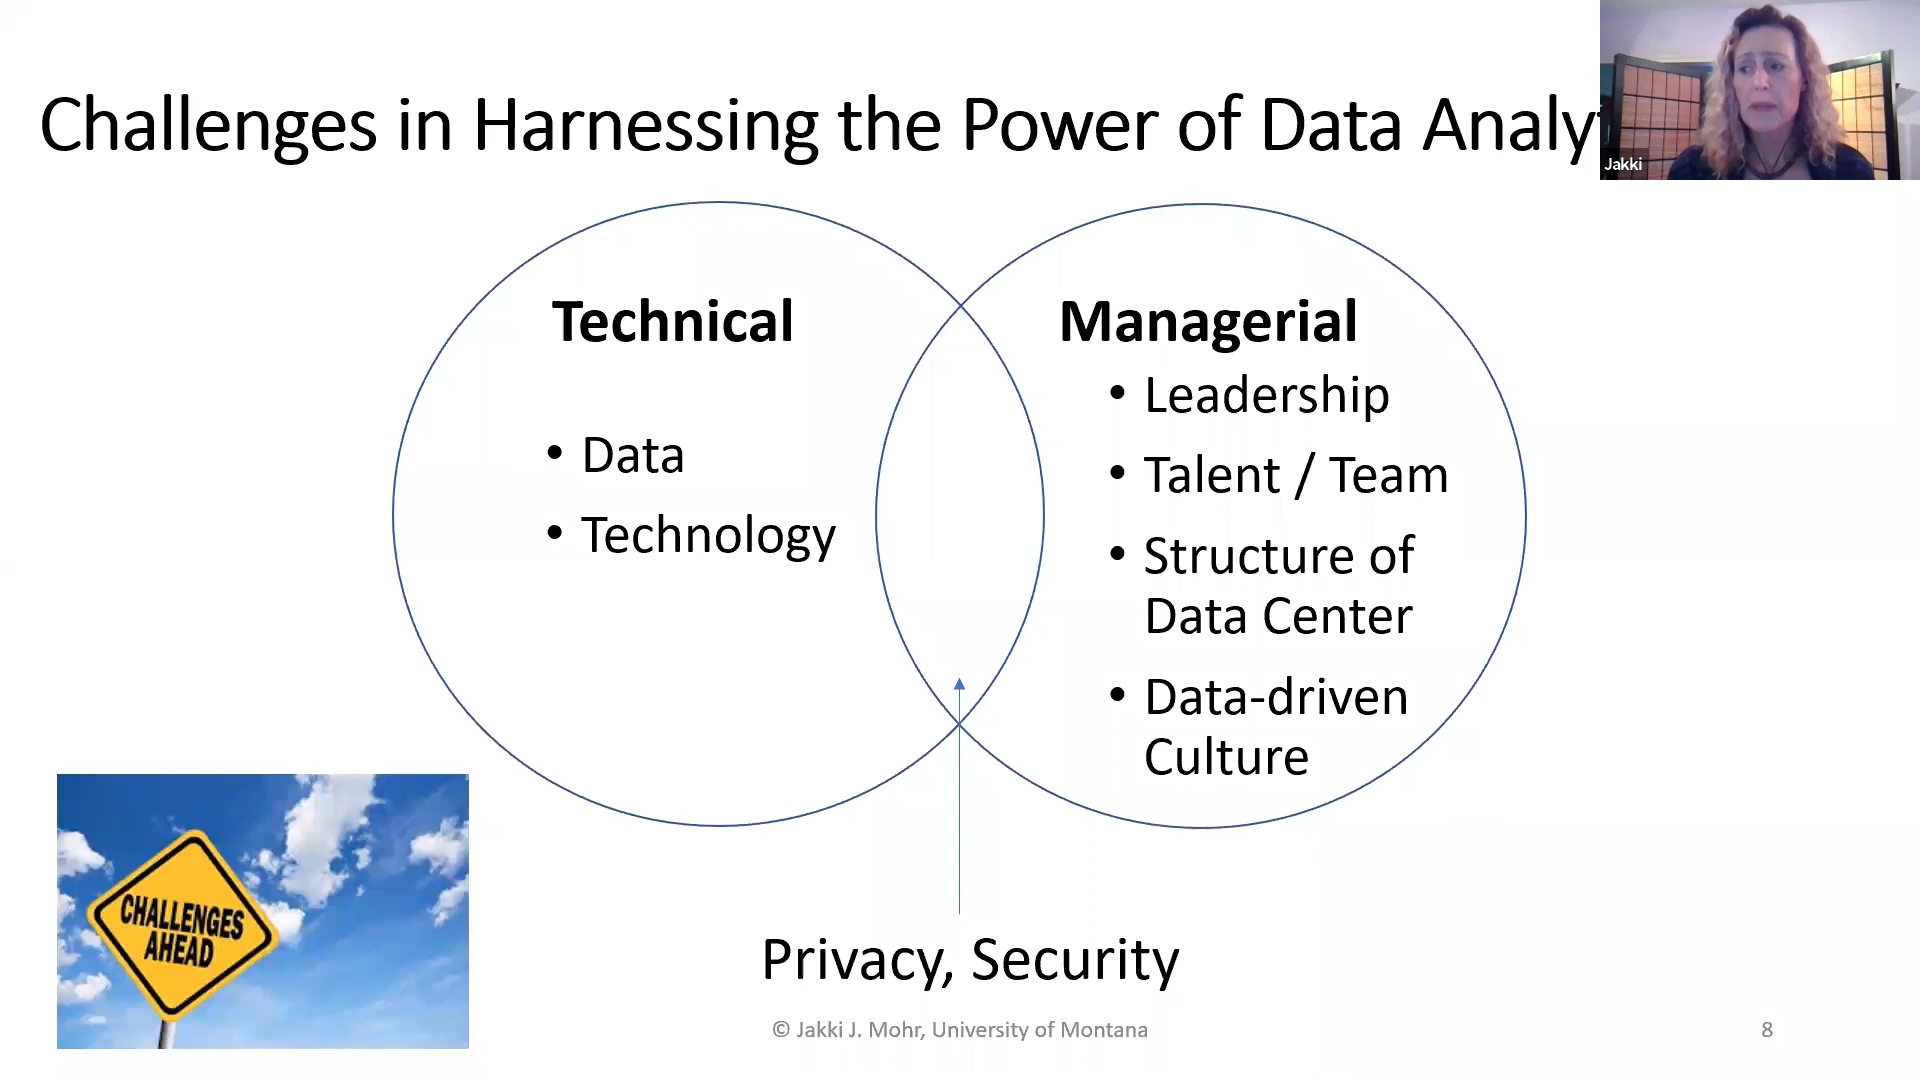 Challenges in Harnessing the Power of Data Analy
Jakki
Technical
• Data
• Technology
Managerial
• Leadership
• Talent / Team
• Structure of
Data Center
• Data-driven
Culture
CHALLENGES
AHEAD
Privacy, Security
© Jakki J. Mohr, University of Montana
8